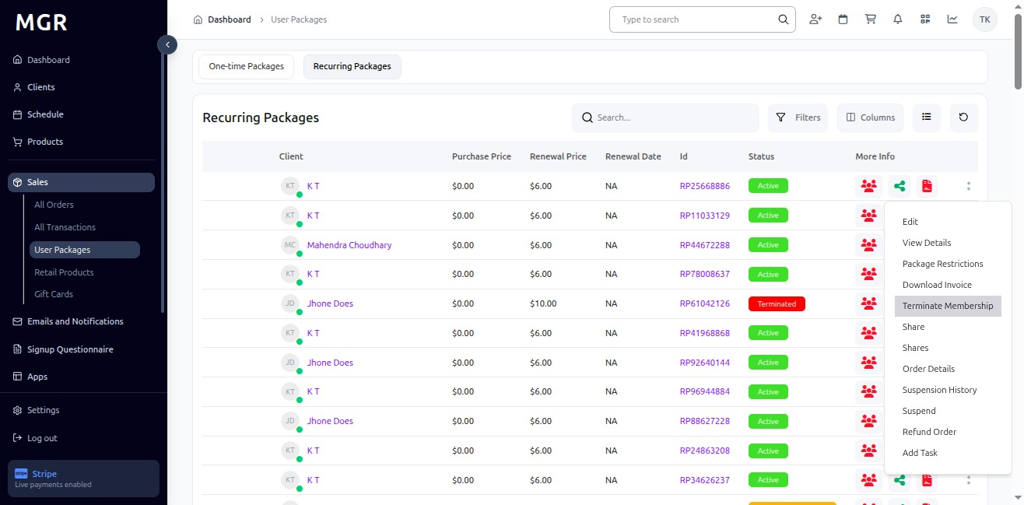 MGR
Dashboard
Clients
Schedule
Products
Sales
All Orders
All Transactions
User Packages
Retail Products
Gift Cards
Emails and Notifications
Signup Questionnaire
Apps
Settings
Log out
stripe Stripe
Live payments enabled
Dashboard > User Packages
Type to search
TK
One-time Packages Recurring Packages
Recurring Packages
Search... Filters Columns
Client Purchase Price Renewal Price Renewal Date Id Status More Info
KT K T $0.00 $6.00 NA RP25668886 Active
KT K T $0.00 $6.00 NA RP11033129 Active
MC Mahendra Choudhary $0.00 $6.00 NA RP44672288 Active
KT K T $0.00 $6.00 NA RP78008637 Active
JD Jhone Does $0.00 $10.00 NA RP61042126 Terminated
KT K T $0.00 $6.00 NA RP41968868 Active
JD Jhone Does $0.00 $6.00 NA RP92640144 Active
KT K T $0.00 $6.00 NA RP96944884 Active
JD Jhone Does $0.00 $6.00 NA RP88627228 Active
KT K T $0.00 $6.00 NA RP24863208 Active
KT K T $0.00 $6.00 NA RP34626237 Active
Edit
View Details
Package Restrictions
Download Invoice
Terminate Membership
Share
Shares
Order Details
Suspension History
Suspend
Refund Order
Add Task